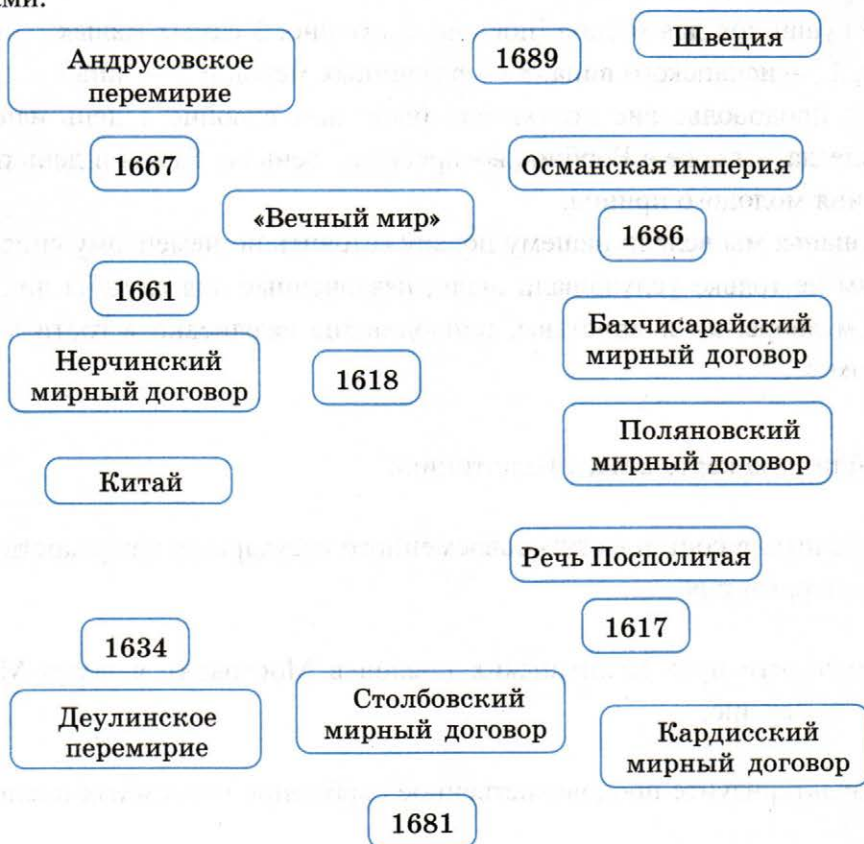 ами.
Швеция
Андрусовское
перемирие
1689
1667
Османская империя
«Вечный мир»
1686
1661
Бахчисарайский
мирный договор
Нерчинский
мирный договор
1618
Поляновский
мирный договор
Китай
Речь Посполитая
1617
1634
Столбовский
мирный договор
Деулинское
перемирие
Кардисский
мирный договор
1681